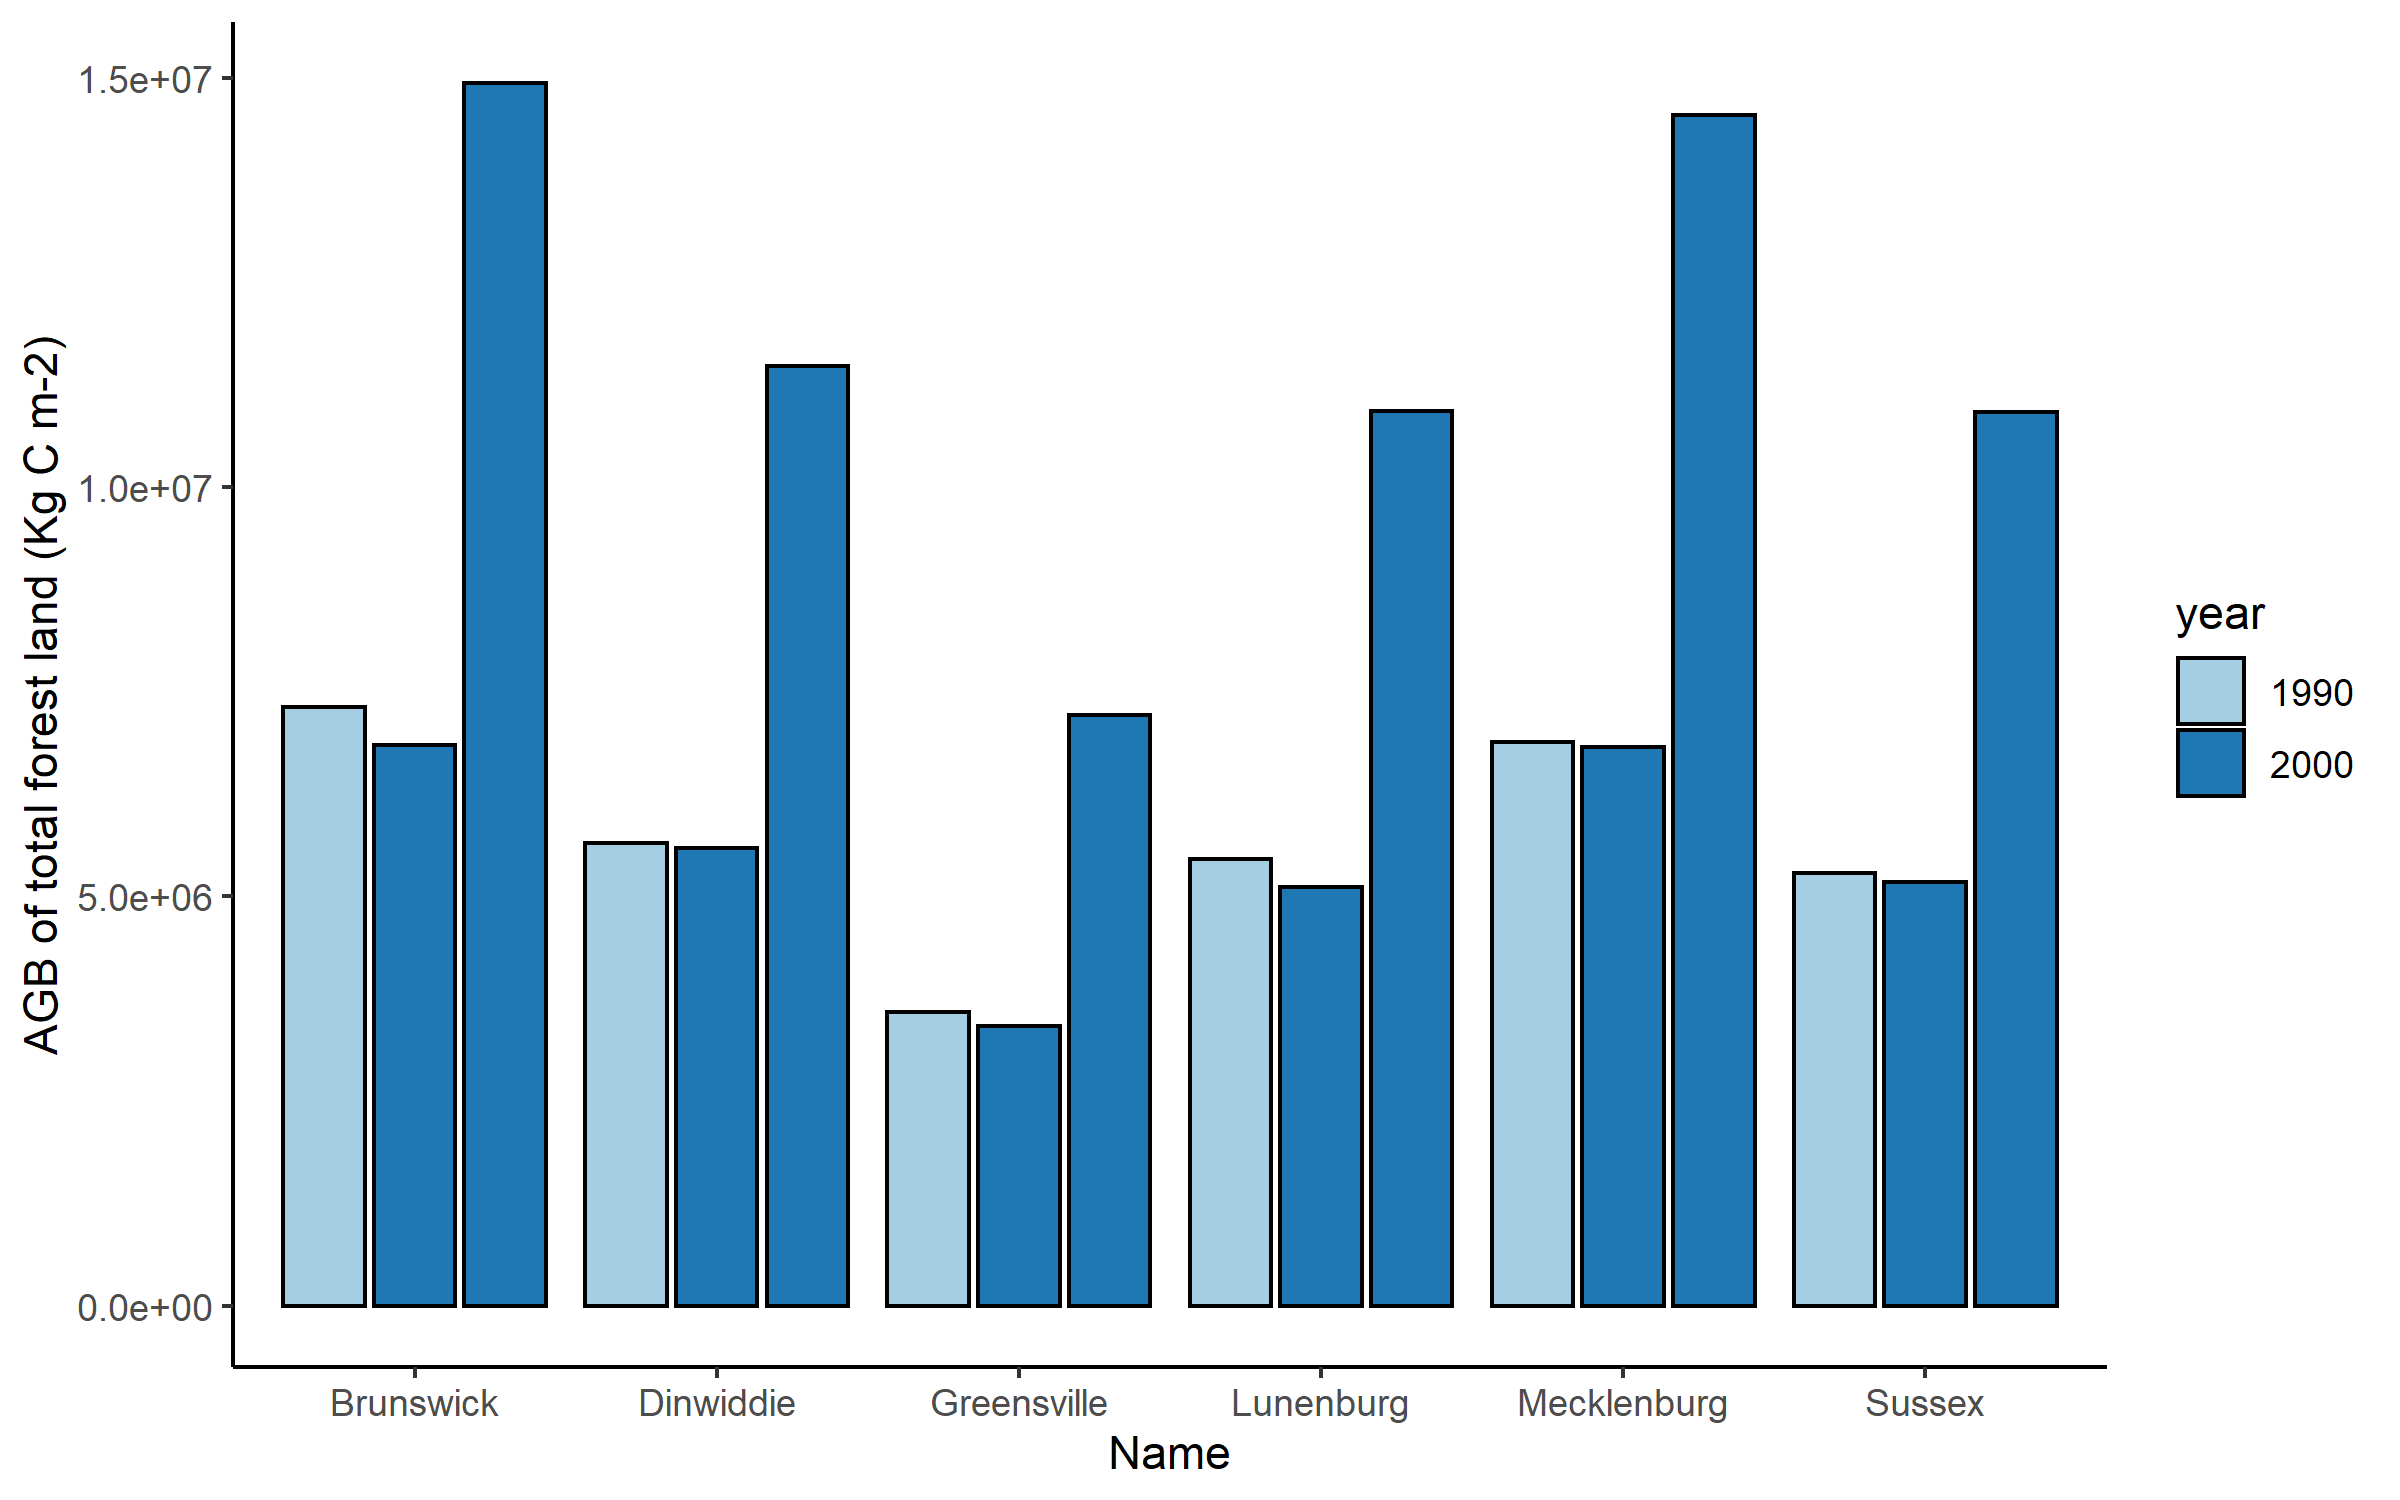 AGB of total forest land (Kg C m-2)
1.5e+07
1.0e+07
5.0e+06
0.0e+00
Brunswick Dinwiddie Greensville Lunenburg Mecklenburg Sussex
Name
year
1990
2000